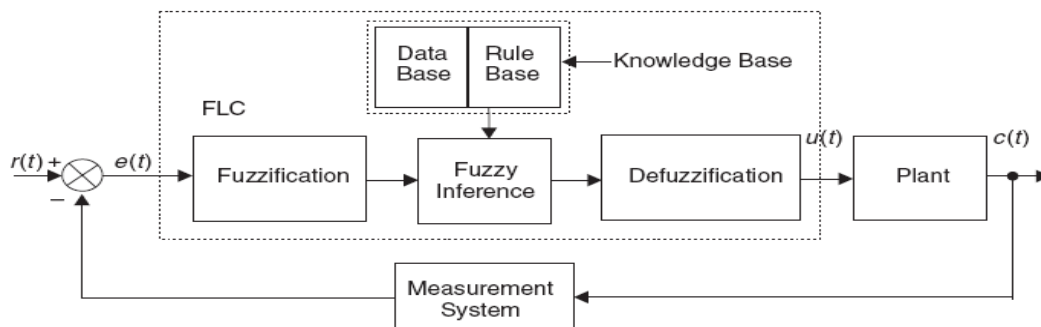 Data
Base
Rule
Base
Knowledge Base
FLC
r(t) +
−
e(t)
Fuzzification
Fuzzy
Inference
Defuzzification
u(t)
Plant
c(t)
Measurement
System